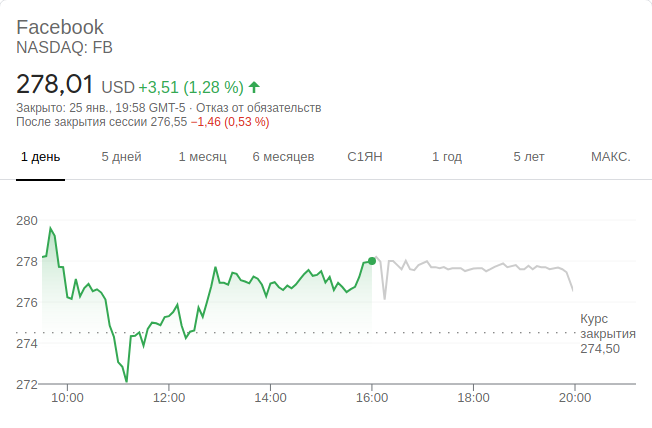 Facebook
NASDAQ: FB
278,01 USD +3,51 (1,28 %)
Закрыто: 25 янв., 19:58 GMT-5 · Отказ от обязательств
После закрытия сессии 276,55 −1,46 (0,53 %)
1 день 5 дней 1 месяц 6 месяцев С1ЯН 1 год 5 лет МАКС.
280
278
276
Курс
закрытия
274,50
274
272
10:00 12:00 14:00 16:00 18:00 20:00